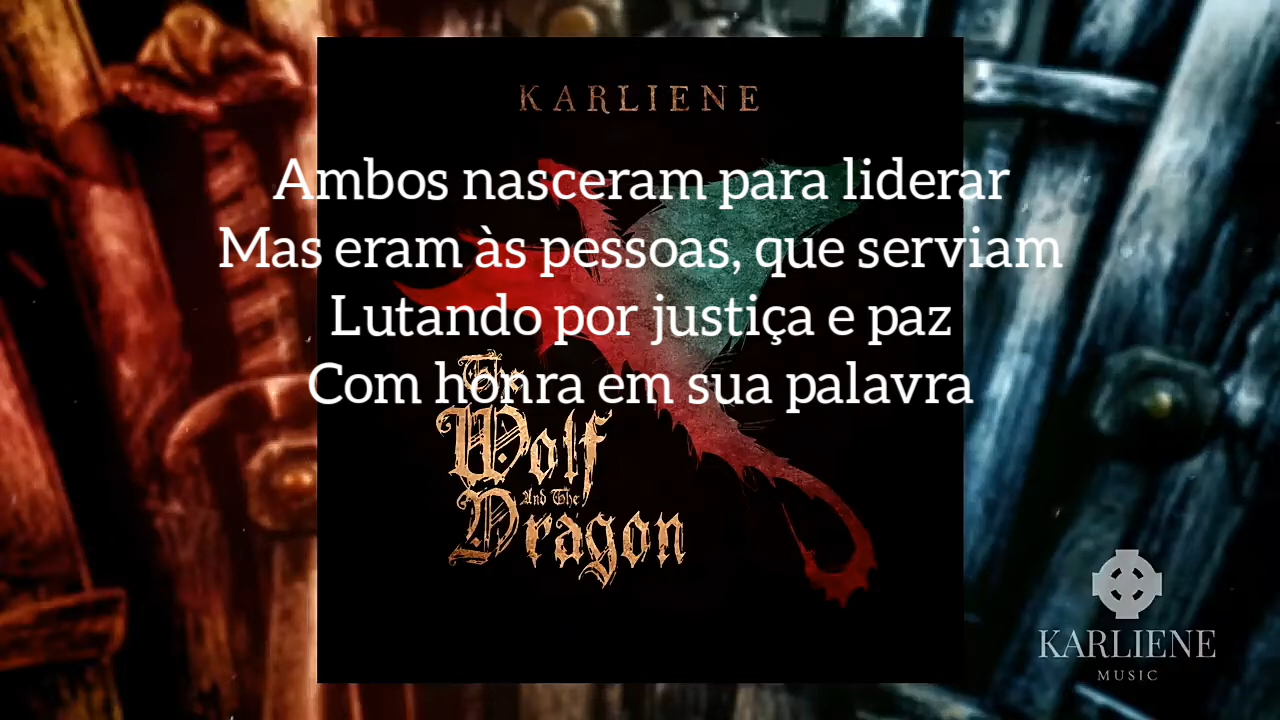 KARLIENE
Ambos nasceram para liderar
Mas eram às pessoas, que serviam
Lutando por justiça e paz
Com honra em sua palavra
The
Wolf
And The
Dragon
KARLIENE
MUSIC